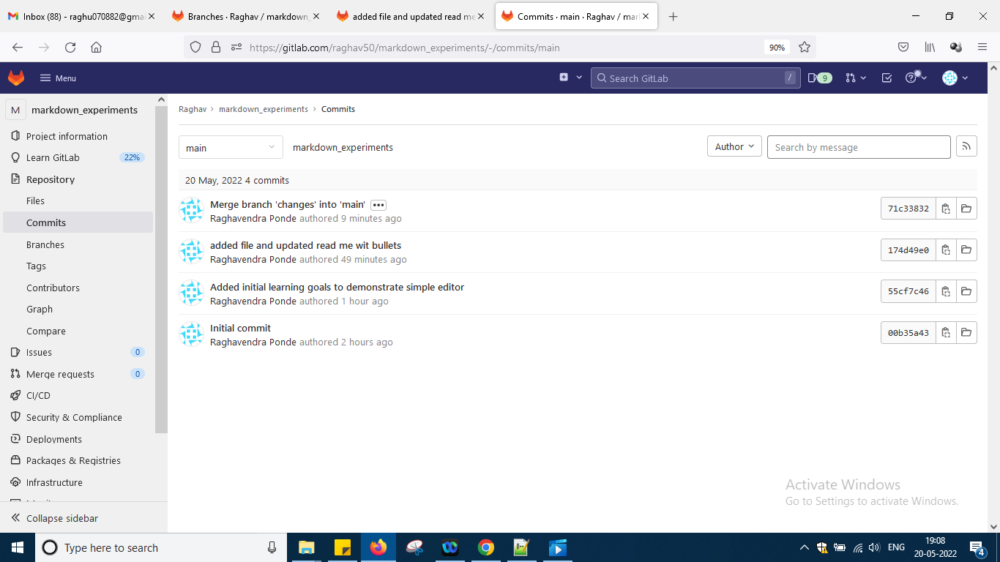 Inbox (88) - raghu070882@gmai
Branches · Raghav / markdown_
added file and updated read me
Commits · main · Raghav / mar
https://gitlab.com/raghav50/markdown_experiments/-/commits/main
90%
Menu
Search GitLab
/
9
M
markdown_experiments
Project information
Learn GitLab
22%
Repository
Files
Commits
Branches
Tags
Contributors
Graph
Compare
Issues
0
Merge requests
0
CI/CD
Security & Compliance
Deployments
Packages & Registries
Infrastructure
Collapse sidebar
Raghav › markdown_experiments › Commits
main
markdown_experiments
Author
Search by message
20 May, 2022 4 commits
Merge branch 'changes' into 'main'
Raghavendra Ponde authored 9 minutes ago
71c33832
added file and updated read me wit bullets
Raghavendra Ponde authored 49 minutes ago
174d49e0
Added initial learning goals to demonstrate simple editor
Raghavendra Ponde authored 1 hour ago
55cf7c46
Initial commit
Raghavendra Ponde authored 2 hours ago
00b35a43
Activate Windows
Go to Settings to activate Windows.
Type here to search
ENG
19:08
20-05-2022
4